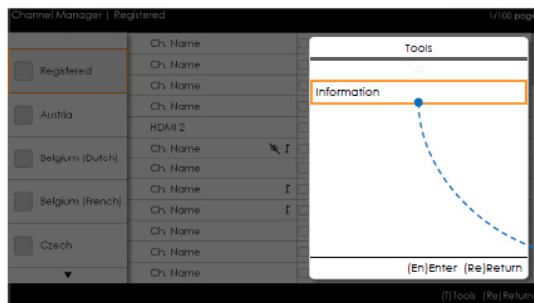 Channel Manager | Registered
1/100 page
Registered
Austria
Belgium (Dutch)
Belgium (French)
Czech
Ch. Name
Ch. Name
Ch. Name
Ch. Name
HDMI 2
Ch. Name
Ch. Name
Ch. Name
Ch. Name
Ch. Name
Ch. Name
Ch. Name
Tools
Information
(En)Enter (Re)Return
(T)Tools (Re)Return